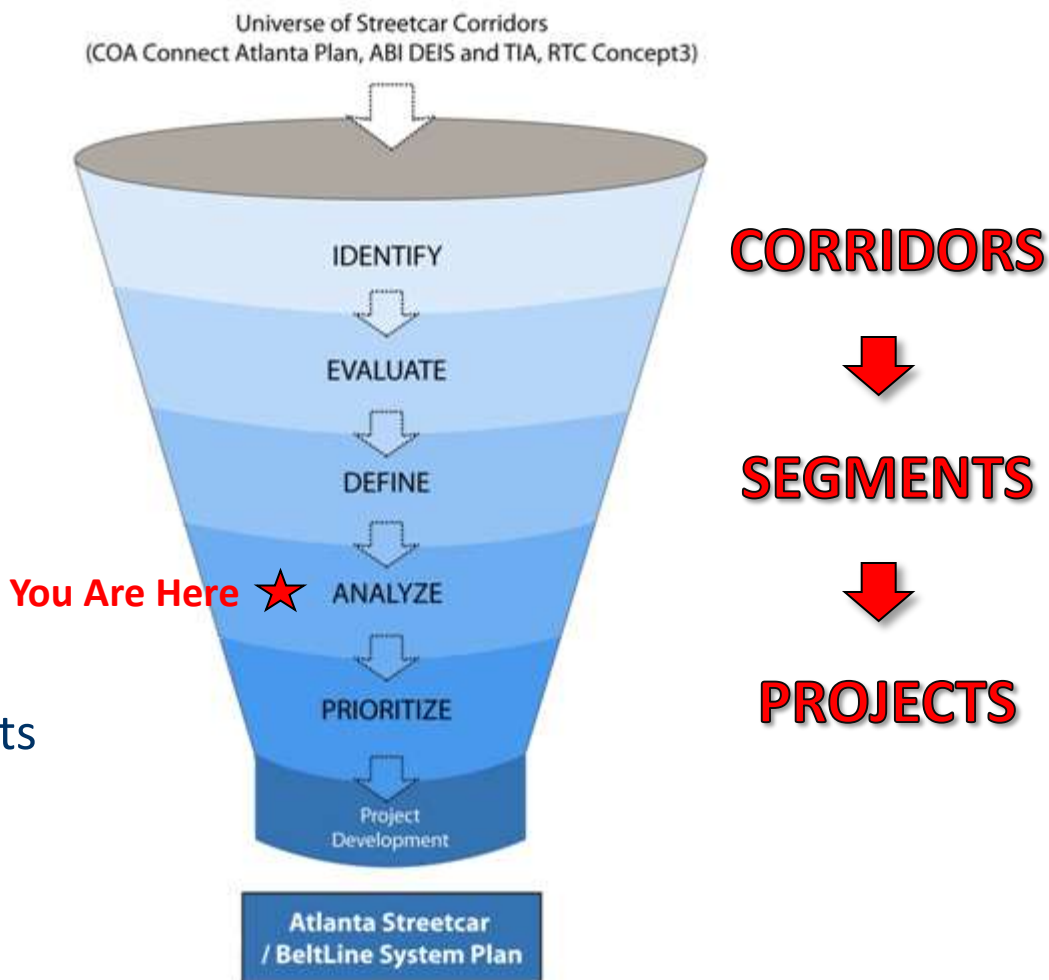 Universe of Streetcar Corridors
(COA Connect Atlanta Plan, ABI DEIS and TIA, RTC Concept3)
IDENTIFY
CORRIDORS
EVALUATE
DEFINE
SEGMENTS
You Are Here
ANALYZE
PRIORITIZE
PROJECTS
ts
Project
Development
Atlanta Streetcar
/ BeltLine System Plan